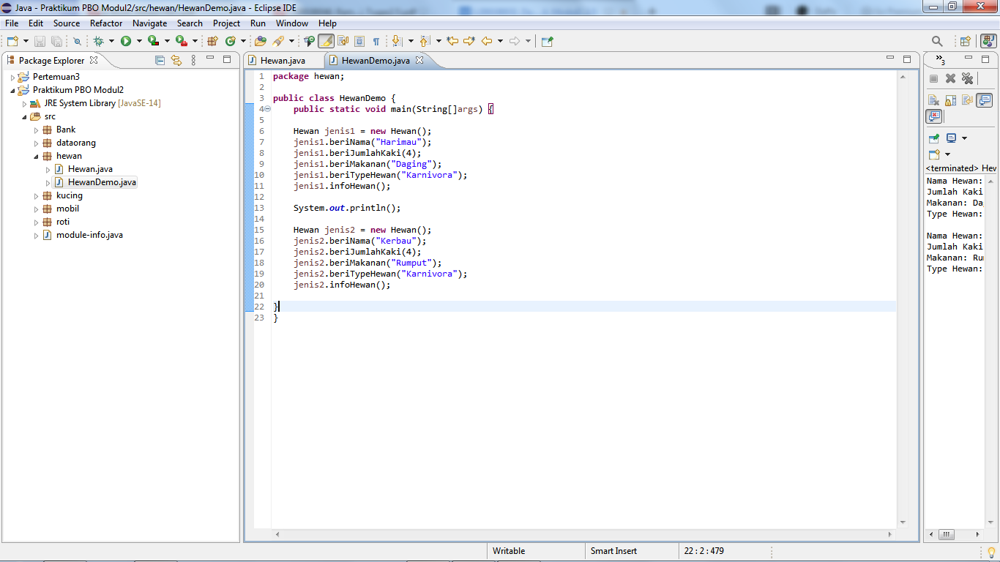 Java - Praktikum PBO Modul2/src/hewan/HewanDemo.java - Eclipse IDE
File Edit Source Refactor Navigate Search Project Run Window Help
Package Explorer
Pertemuan3
Praktikum PBO Modul2
JRE System Library [JavaSE-14]
src
Bank
dataorang
hewan
Hewan.java
HewanDemo.java
kucing
mobil
roti
module-info.java
Hewan.java HewanDemo.java
1 package hewan;
2
3 public class HewanDemo {
4 public static void main(String[]args) {
5
6 Hewan jenis1 = new Hewan();
7 jenis1.beriNama("Harimau");
8 jenis1.beriJumlahKaki(4);
9 jenis1.beriMakanan("Daging");
10 jenis1.beriTypeHewan("Karnivora");
11 jenis1.infoHewan();
12
13 System.out.println();
14
15 Hewan jenis2 = new Hewan();
16 jenis2.beriNama("Kerbau");
17 jenis2.beriJumlahKaki(4);
18 jenis2.beriMakanan("Rumput");
19 jenis2.beriTypeHewan("Karnivora");
20 jenis2.infoHewan();
21
22 }
23 }
3
<terminated> Hew
Nama Hewan:
Jumlah Kaki
Makanan: Da
Type Hewan:
Nama Hewan:
Jumlah Kaki
Makanan: Ru
Type Hewan:
Writable Smart Insert 22 : 2 : 479